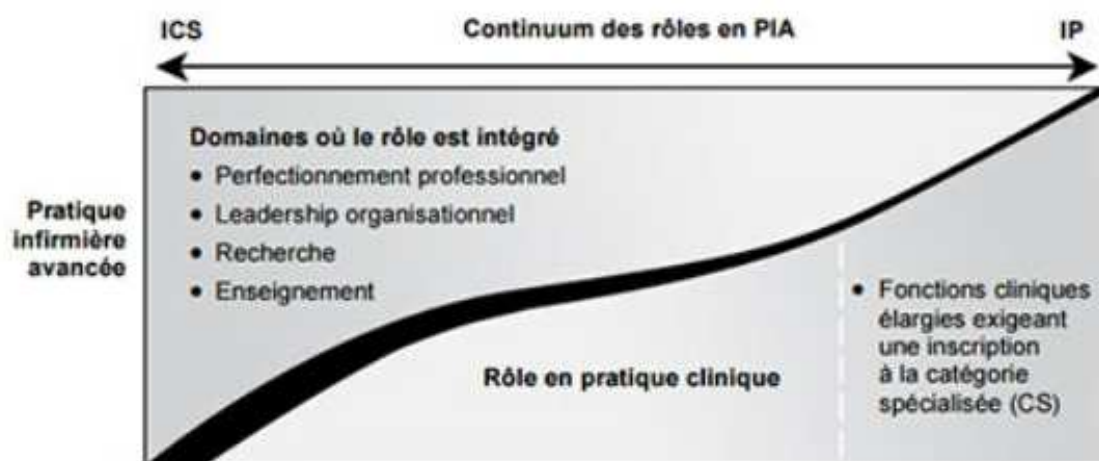 ICS Continuum des rôles en PIA IP
Domaines où le rôle est intégré
• Perfectionnement professionnel
• Leadership organisationnel
• Recherche
• Enseignement
Pratique
infirmière
avancée
• Fonctions cliniques
élargies exigeant
une inscription
à la catégorie
spécialisée (CS)
Rôle en pratique clinique